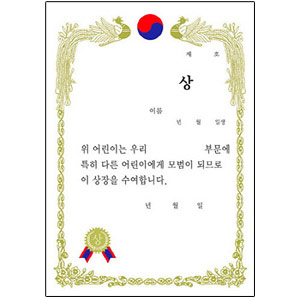 제 호
상
이름
년 월 일생
위 어린이는 우리 부문에
특히 다른 어린이에게 모범이 되므로
이 상장을 수여합니다.
년 월 일
상